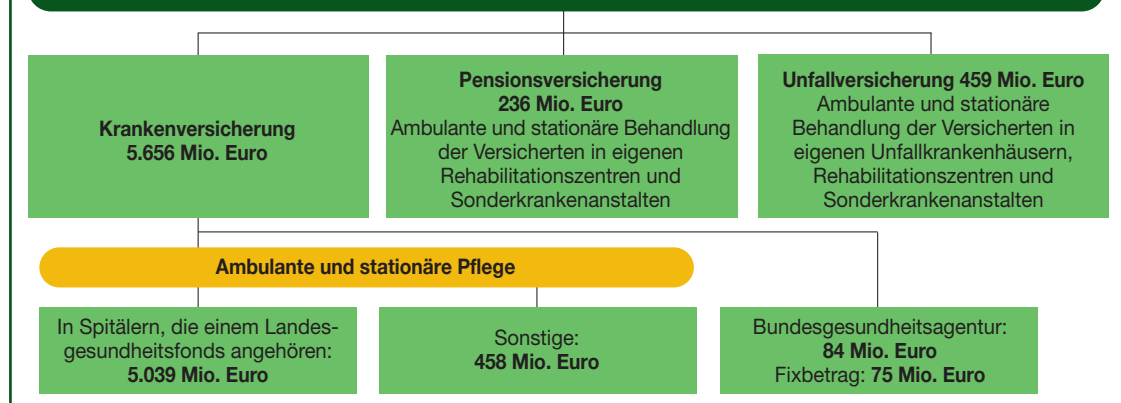 Krankenversicherung
5.656 Mio. Euro
Pensionsversicherung
236 Mio. Euro
Ambulante und stationäre Behandlung
der Versicherten in eigenen
Rehabilitationszentren und
Sonderkrankenanstalten
Unfallversicherung 459 Mio. Euro
Ambulante und stationäre
Behandlung der Versicherten in
eigenen Unfallkrankenhäusern,
Rehabilitationszentren und
Sonderkrankenanstalten
Ambulante und stationäre Pflege
In Spitälern, die einem Landes-
gesundheitsfonds angehören:
5.039 Mio. Euro
Sonstige:
458 Mio. Euro
Bundesgesundheitsagentur:
84 Mio. Euro
Fixbetrag: 75 Mio. Euro